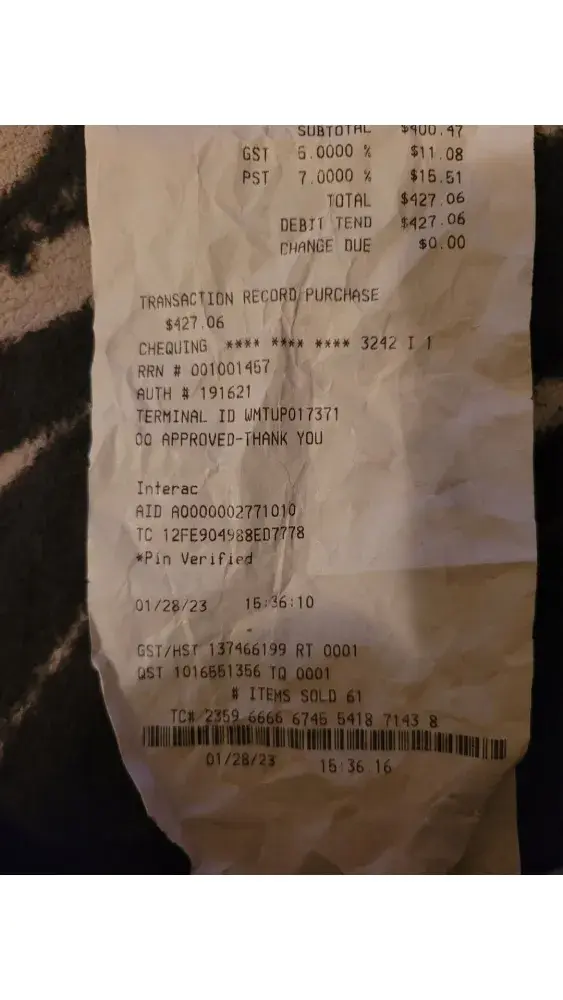 SUBTOTAL $400.47
GST 5.0000 % $11.08
PST 7.0000 % $15.51
TOTAL $427.06
DEBIT TEND $427.06
CHANGE DUE $0.00
TRANSACTION RECORD PURCHASE
$427.06
CHEQUING **** **** **** 3242 I 1
RRN # 001001457
AUTH # 191621
TERMINAL ID WMTUP017371
00 APPROVED-THANK YOU
Interac
AID A0000002771010
TC 12FE904988ED7778
*Pin Verified
01/28/23 15:36:10
GST/HST 137466199 RT 0001
QST 1016551356 TQ 0001
# ITEMS SOLD 61
TC# 2359 6666 6745 5418 7143 8
01/28/23 15:36 16